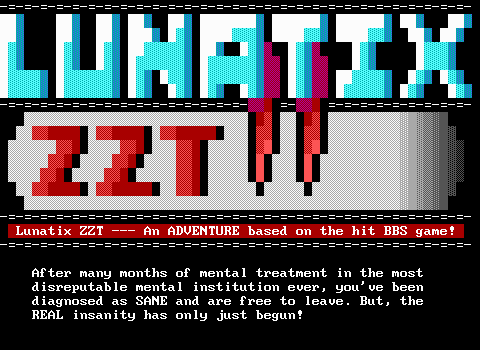 LUNATIX
ZZT
Lunatix ZZT --- An ADVENTURE based on the hit BBS game!
After many months of mental treatment in the most
disreputable mental institution ever, you've been
diagnosed as SANE and are free to leave. But, the
REAL insanity has only just begun!